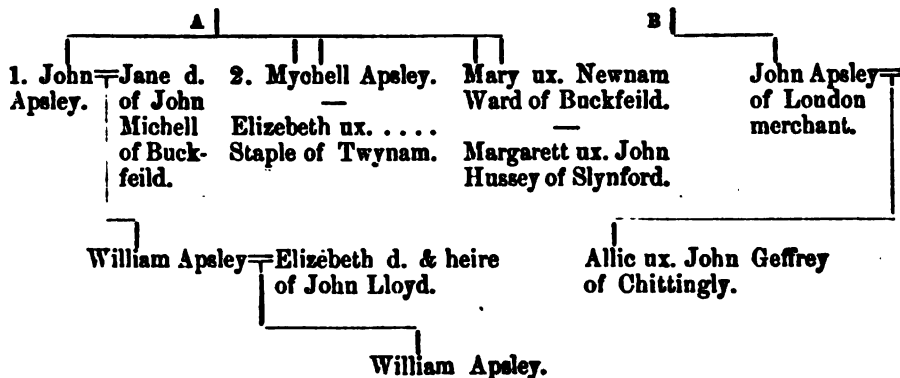 A
B
1. John
Apsley.
Jane d.
of John
Michell
of Buck-
feild.
2. Mychell Apsley.
—
Elizebeth ux. . . . . .
Staple of Twynam.
Mary ux. Newnam
Ward of Buckfeild.
—
Margarett ux. John
Hussey of Slynford.
John Apsley
of London
merchant.
William Apsley
Elizebeth d. & heire
of John Lloyd.
Allic ux. John Geffrey
of Chittingly.
William Apsley.